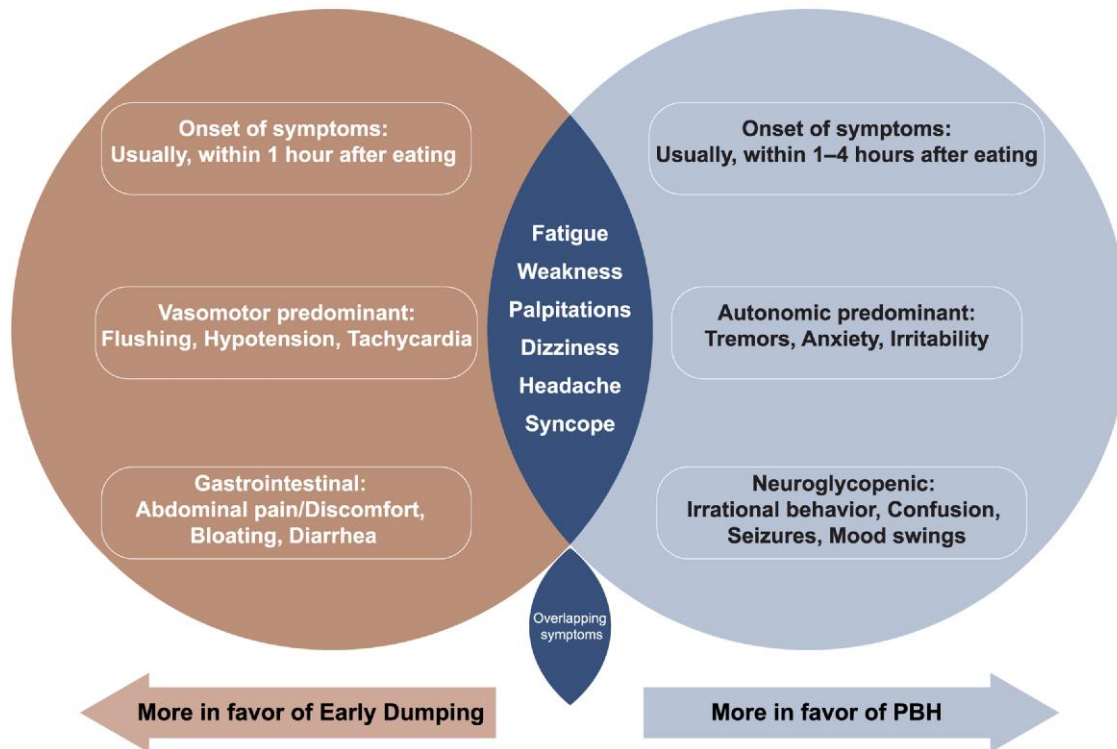 Onset of symptoms:
Usually, within 1 hour after eating
Vasomotor predominant:
Flushing, Hypotension, Tachycardia
Gastrointestinal:
Abdominal pain/Discomfort,
Bloating, Diarrhea
Fatigue
Weakness
Palpitations
Dizziness
Headache
Syncope
Onset of symptoms:
Usually, within 1–4 hours after eating
Autonomic predominant:
Tremors, Anxiety, Irritability
Neuroglycopenic:
Irrational behavior, Confusion,
Seizures, Mood swings
Overlapping
symptoms
More in favor of Early Dumping
More in favor of PBH